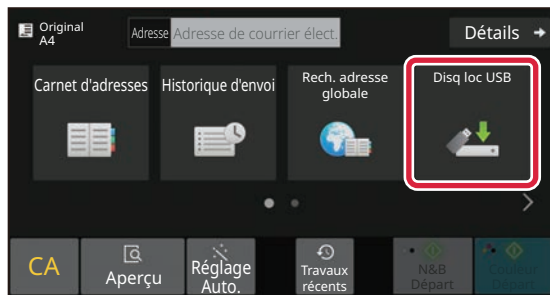 Original
A4
Adresse
Adresse de courrier élect.
Détails
Carnet d'adresses
Historique d'envoi
Rech. adresse
globale
Disq loc USB
CA
Aperçu
Réglage
Auto.
Travaux
récents
N&B
Départ
Couleur
Départ